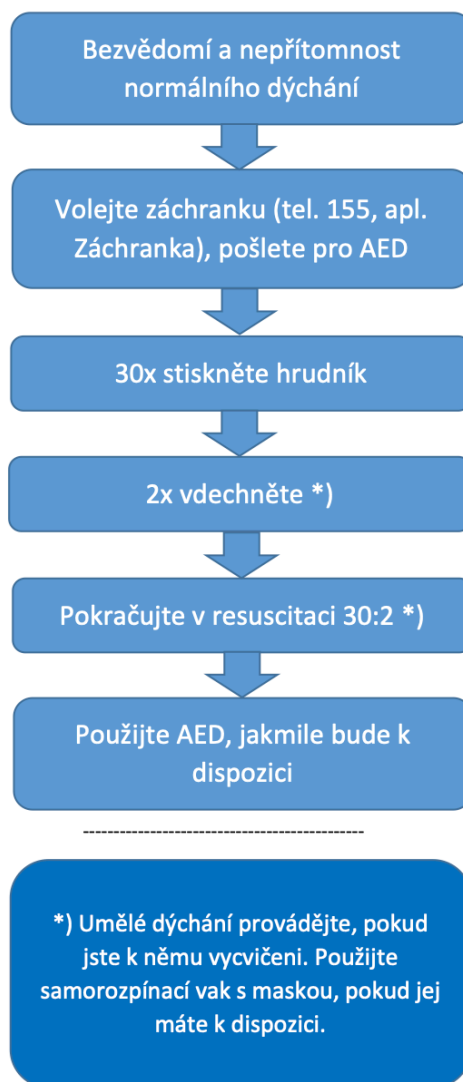 Bezvědomí a nepřítomnost
normálního dýchání
Volejte záchranku (tel. 155, apl.
Záchranka), pošlete pro AED
30x stiskněte hrudník
2x vdechněte *)
Pokračujte v resuscitaci 30:2 *)
Použijte AED, jakmile bude k
dispozici
----------------------------------------------
*) Umělé dýchání provádějte, pokud
jste k němu vycvičeni. Použijte
samorozpínací vak s maskou, pokud jej
máte k dispozici.